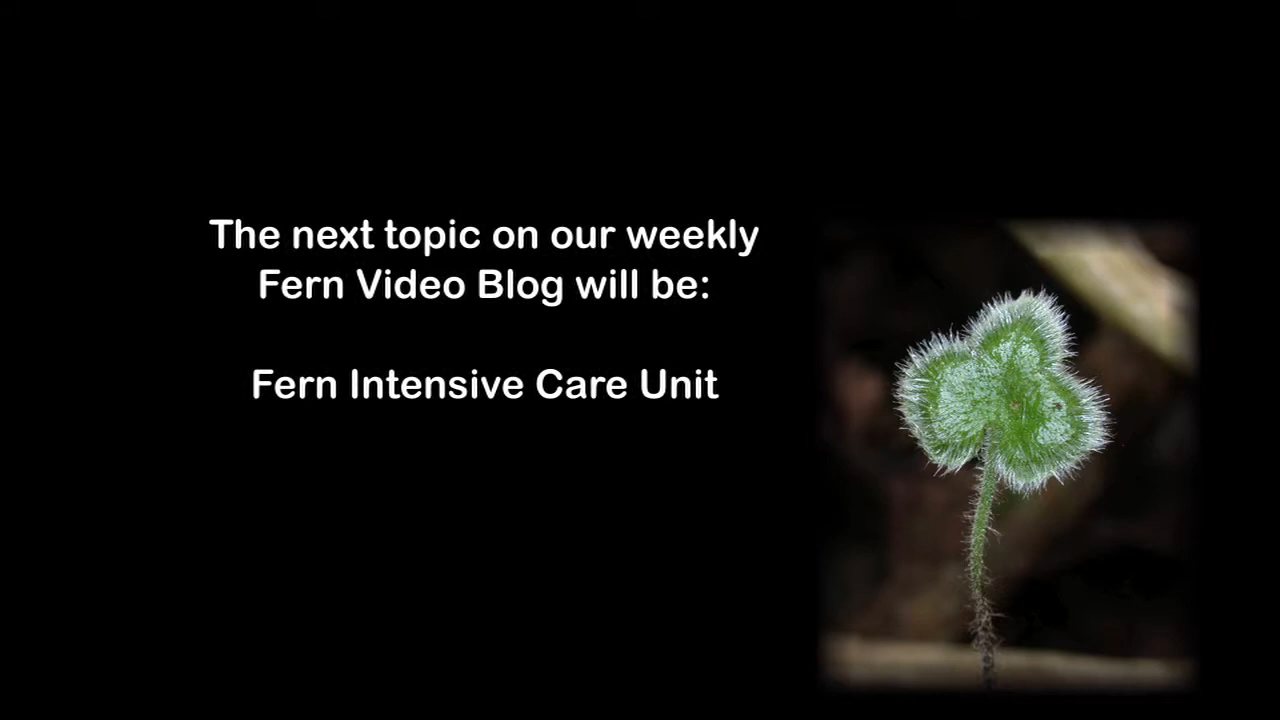 The next topic on our weekly
Fern Video Blog will be:
Fern Intensive Care Unit